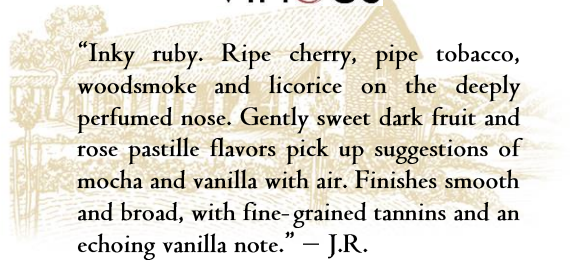 “Inky ruby. Ripe cherry, pipe tobacco,
woodsmoke and licorice on the deeply
perfumed nose. Gently sweet dark fruit and
rose pastille flavors pick up suggestions of
mocha and vanilla with air. Finishes smooth
and broad, with fine-grained tannins and an
echoing vanilla note.” – J.R.